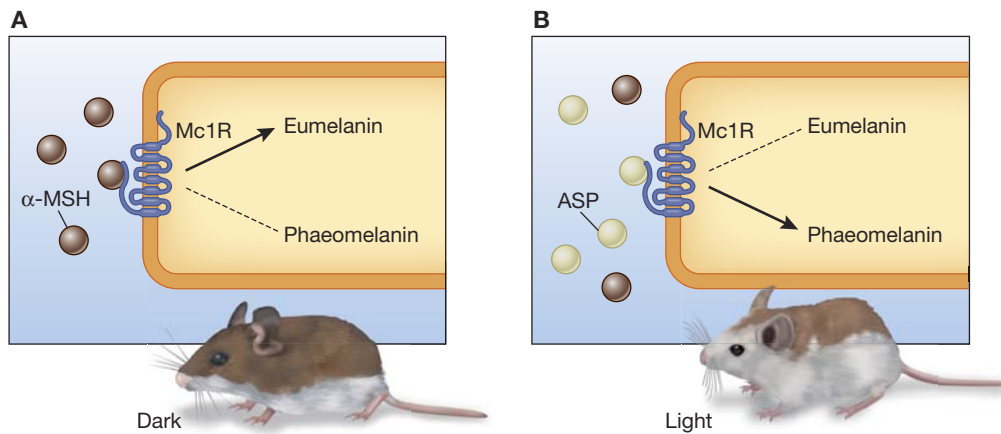 A
Mc1R
Eumelanin
α-MSH
Phaeomelanin
Dark
B
Mc1R
Eumelanin
ASP
Phaeomelanin
Light